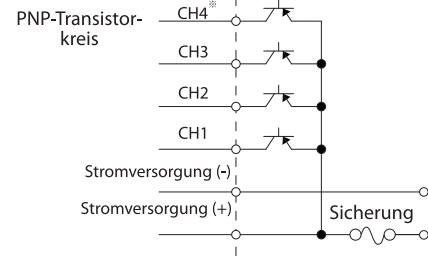 PNP-Transistor-
kreis
CH4※
CH3
CH2
CH1
Stromversorgung (-)
Stromversorgung (+)
Sicherung